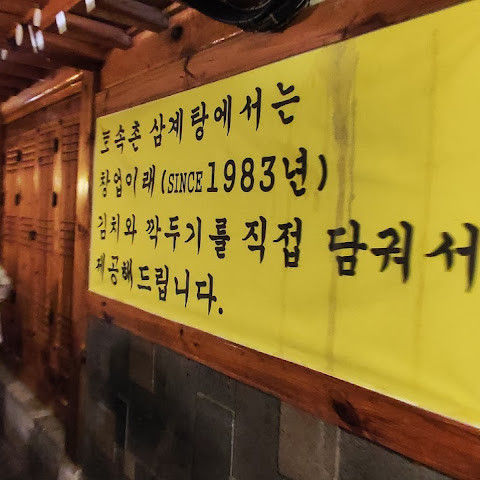 토속촌 삼계탕에서는
창업이래 (SINCE 1983년)
김치와 깍두기를 직접 담궈서
제공해드립니다.